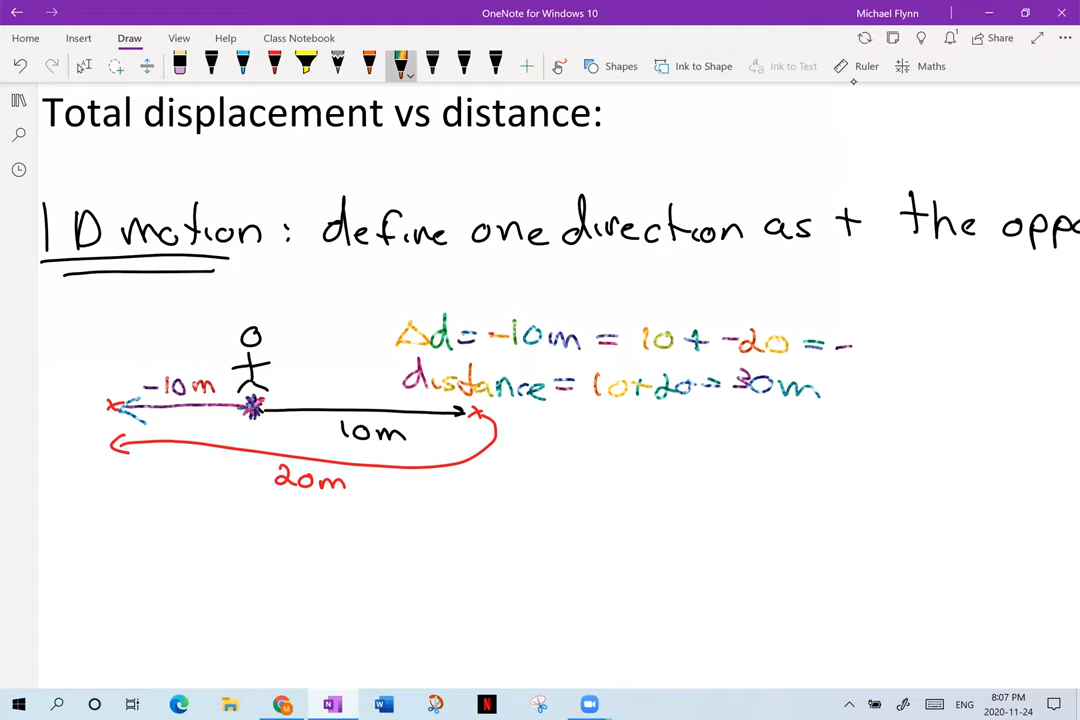 OneNote for Windows 10
Michael Flynn
Home Insert Draw View Help Class Notebook
Share
Shapes Ink to Shape Ink to Text Ruler Maths
Total displacement vs distance:
1D motion: define one direction as + the oppo
Δd = -10m = 10 + -20 = -
distance = 10+20 = 30m
-10m
10m
20m
8:07 PM
ENG
2020-11-24